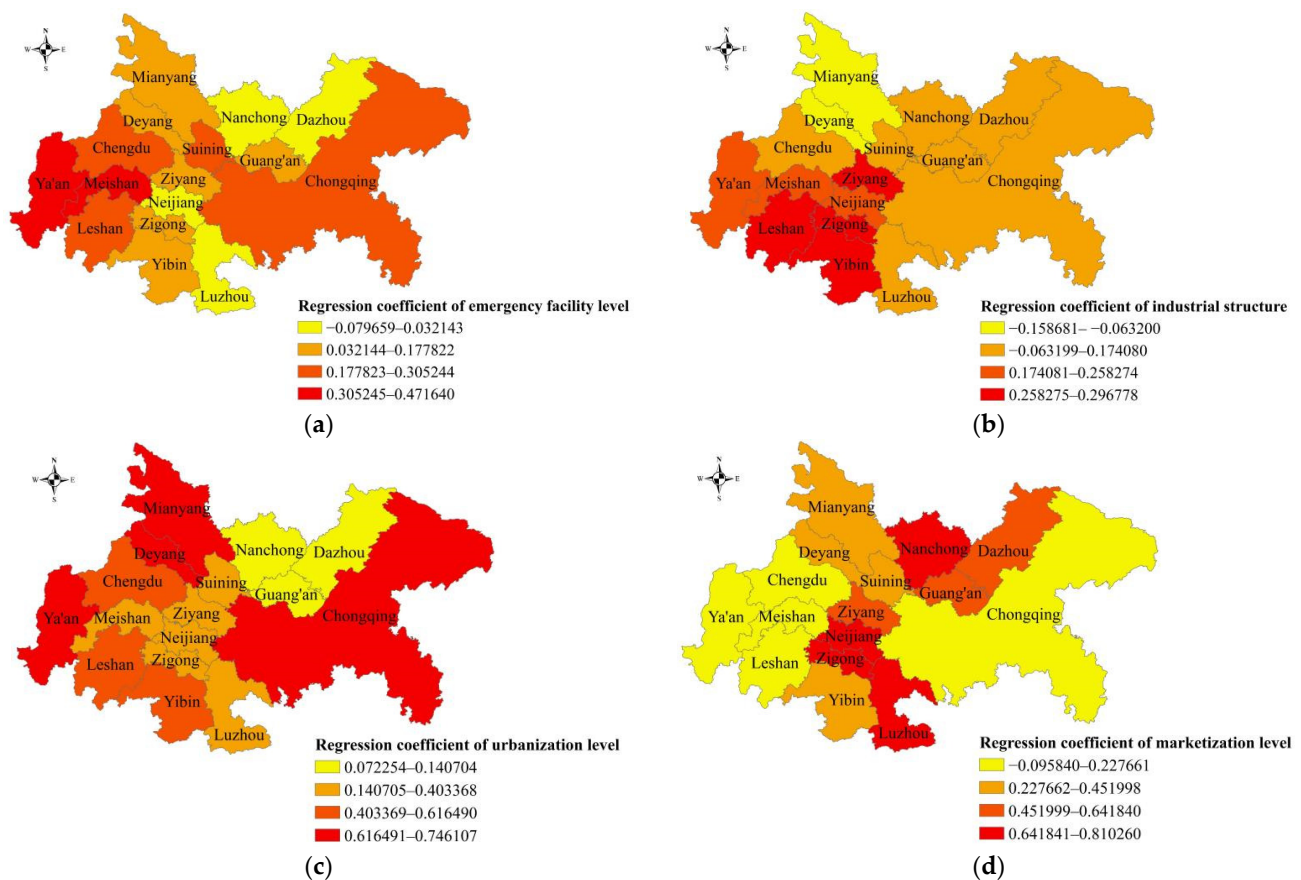 N
W E
S
Mianyang
Deyang
Nanchong
Dazhou
Chengdu
Suining
Guang'an
Ya'an
Meishan
Ziyang
Chongqing
Neijiang
Leshan
Zigong
Yibin
Luzhou
Regression coefficient of emergency facility level
−0.079659–0.032143
0.032144–0.177822
0.177823–0.305244
0.305245–0.471640
(a)
N
W E
S
Mianyang
Deyang
Nanchong
Dazhou
Chengdu
Suining
Guang'an
Ya'an
Meishan
Ziyang
Chongqing
Neijiang
Leshan
Zigong
Yibin
Luzhou
Regression coefficient of industrial structure
−0.158681– −0.063200
−0.063199–0.174080
0.174081–0.258274
0.258275–0.296778
(b)
N
W E
S
Mianyang
Deyang
Nanchong
Dazhou
Chengdu
Suining
Guang'an
Ya'an
Meishan
Ziyang
Chongqing
Neijiang
Leshan
Zigong
Yibin
Luzhou
Regression coefficient of urbanization level
0.072254–0.140704
0.140705–0.403368
0.403369–0.616490
0.616491–0.746107
(c)
N
W E
S
Mianyang
Deyang
Nanchong
Dazhou
Chengdu
Suining
Guang'an
Ya'an
Meishan
Ziyang
Chongqing
Neijiang
Leshan
Zigong
Yibin
Luzhou
Regression coefficient of marketization level
−0.095840–0.227661
0.227662–0.451998
0.451999–0.641840
0.641841–0.810260
(d)